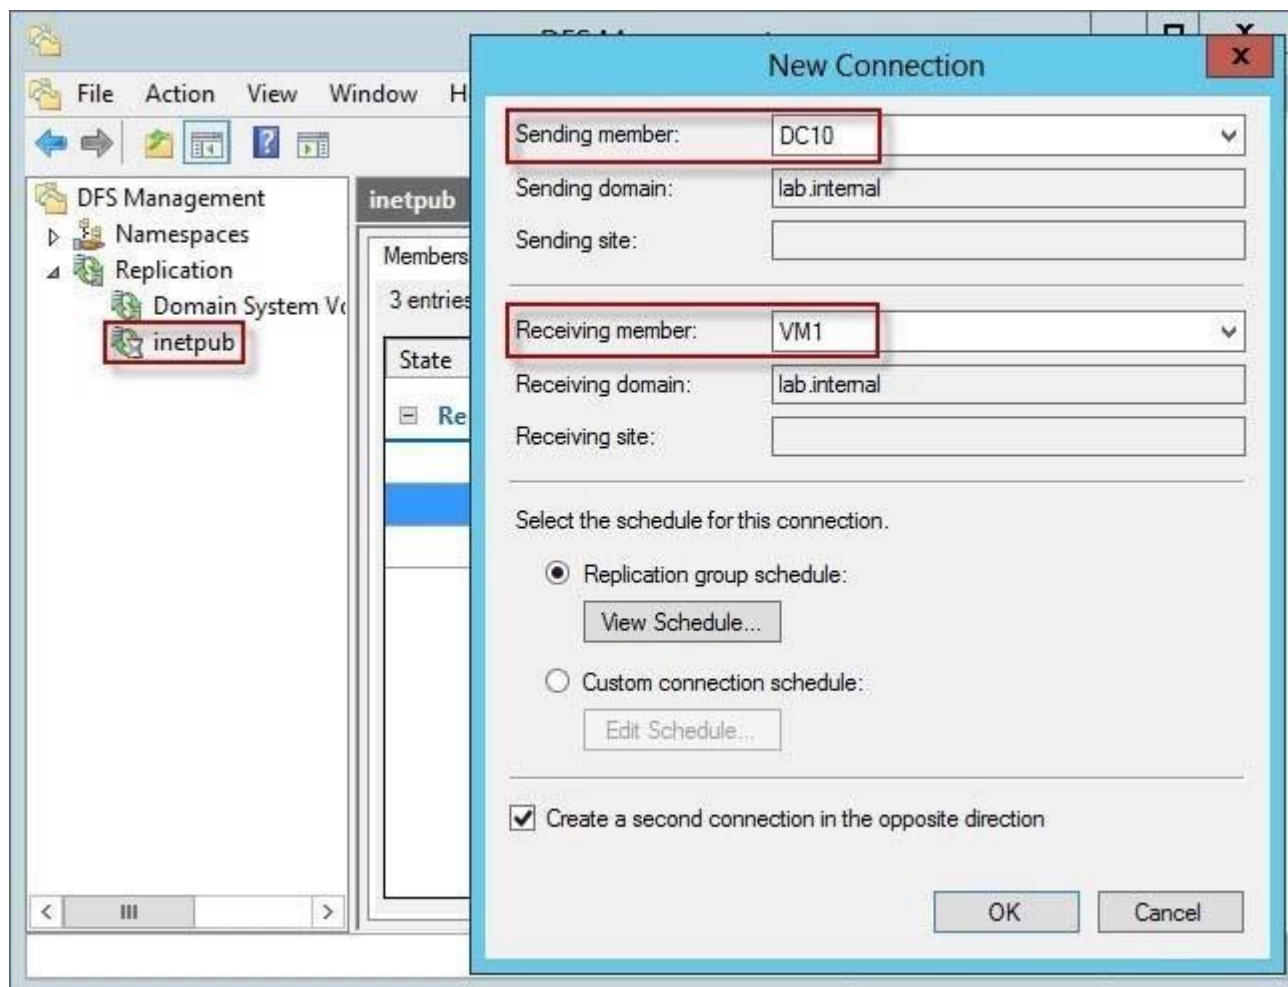 DFS M
File Action View Window H
DFS Management
Namespaces
Replication
Domain System Vo
inetpub
inetpub
Members
3 entries
State
Re
New Connection
Sending member: DC10
Sending domain: lab.internal
Sending site:
Receiving member: VM1
Receiving domain: lab.internal
Receiving site:
Select the schedule for this connection.
Replication group schedule:
View Schedule...
Custom connection schedule:
Edit Schedule...
Create a second connection in the opposite direction
OK Cancel